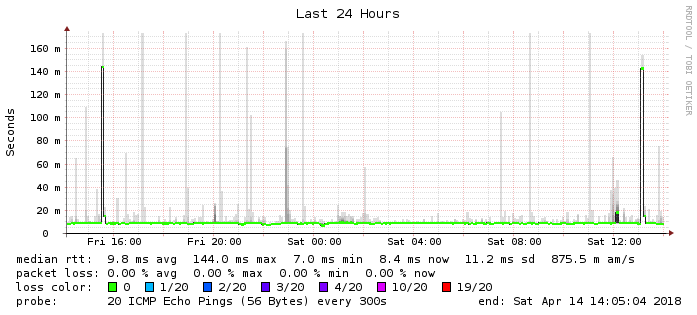 Last 24 Hours
RRDTOOL / TOBI OETIKER
Seconds
160 m
140 m
120 m
100 m
80 m
60 m
40 m
20 m
0
Fri 16:00 Fri 20:00 Sat 00:00 Sat 04:00 Sat 08:00 Sat 12:00
median rtt: 9.8 ms avg 144.0 ms max 7.0 ms min 8.4 ms now 11.2 ms sd 875.5 m am/s
packet loss: 0.00 % avg 0.00 % max 0.00 % min 0.00 % now
loss color: 0 1/20 2/20 3/20 4/20 10/20 19/20
probe: 20 ICMP Echo Pings (56 Bytes) every 300s end: Sat Apr 14 14:05:04 2018